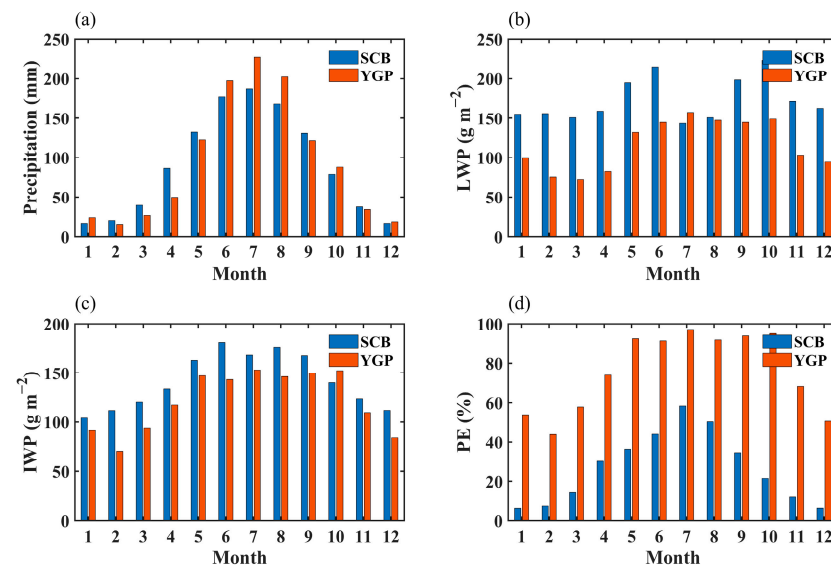 (a)
250
200
150
100
50
0
Precipitation (mm)
SCB
YGP
1 2 3 4 5 6 7 8 9 10 11 12
Month
(b)
250
200
150
100
50
0
LWP (g m−2)
SCB
YGP
1 2 3 4 5 6 7 8 9 10 11 12
Month
(c)
200
150
100
50
0
IWP (g m−2)
SCB
YGP
1 2 3 4 5 6 7 8 9 10 11 12
Month
(d)
100
80
60
40
20
0
PE (%)
SCB
YGP
1 2 3 4 5 6 7 8 9 10 11 12
Month